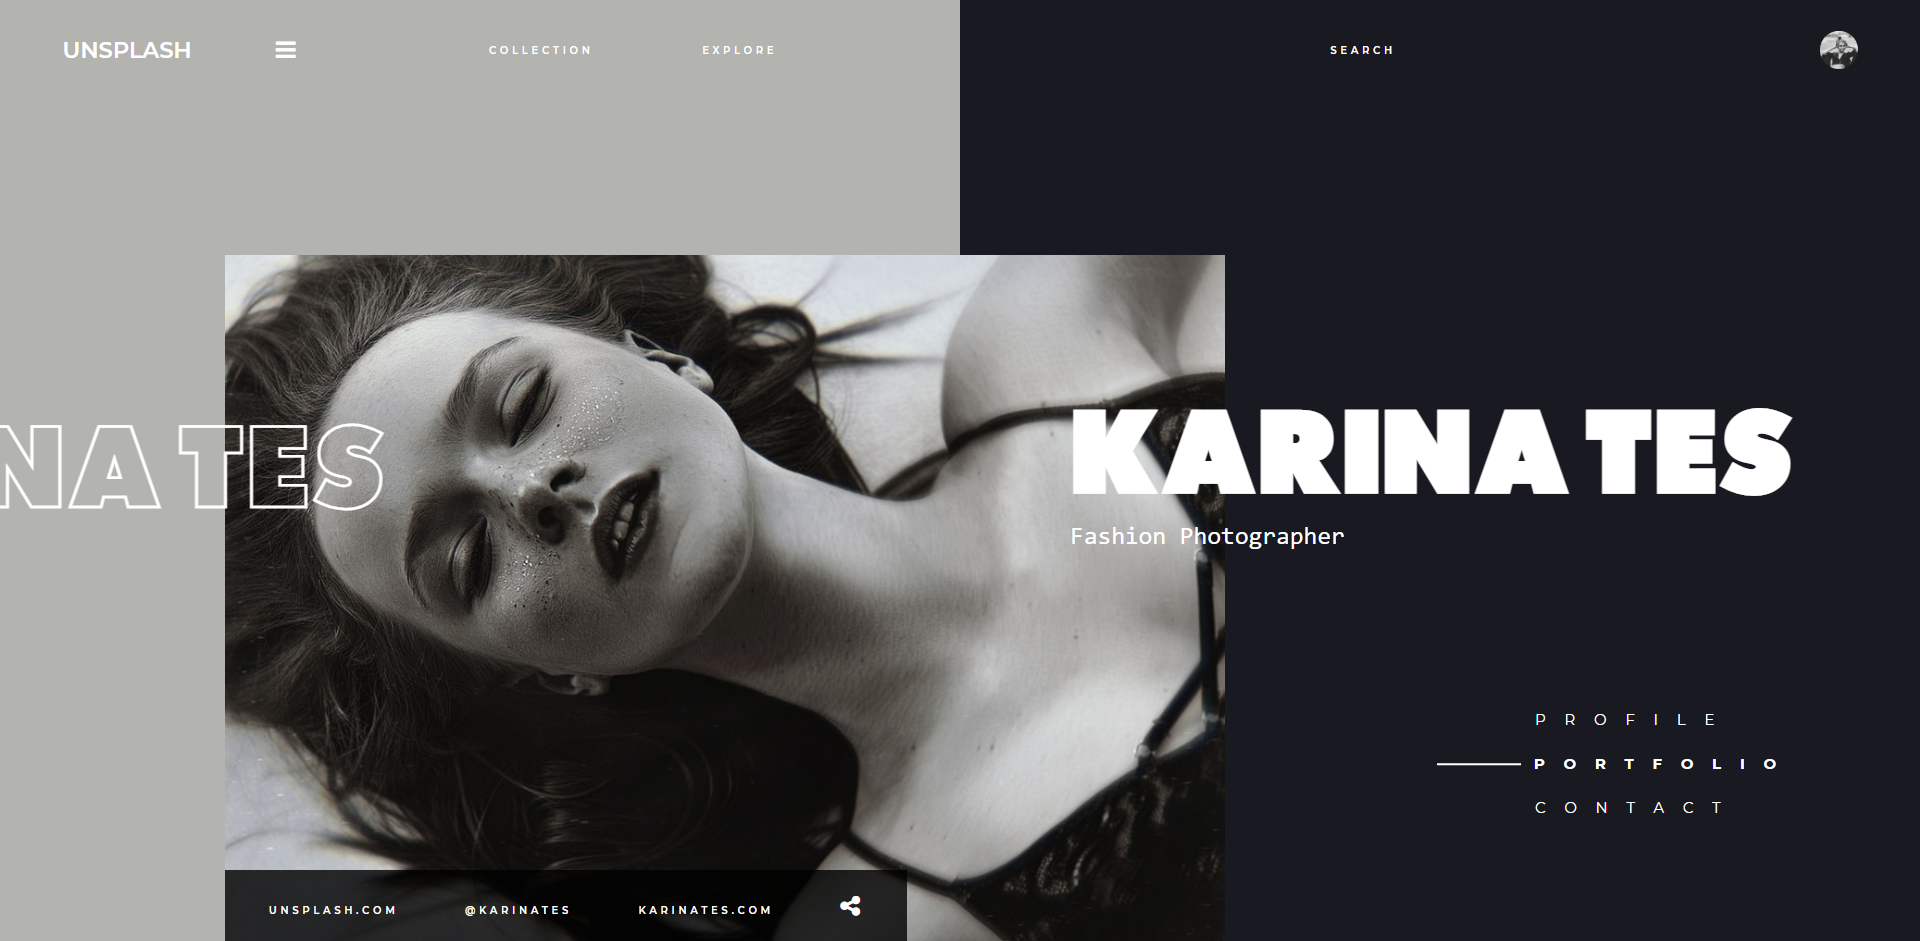 UNSPLASH
COLLECTION
EXPLORE
SEARCH
NA TES
KARINA TES
Fashion Photographer
PROFILE
PORTFOLIO
CONTACT
UNSPLASH.COM
@KARINATES
KARINATES.COM